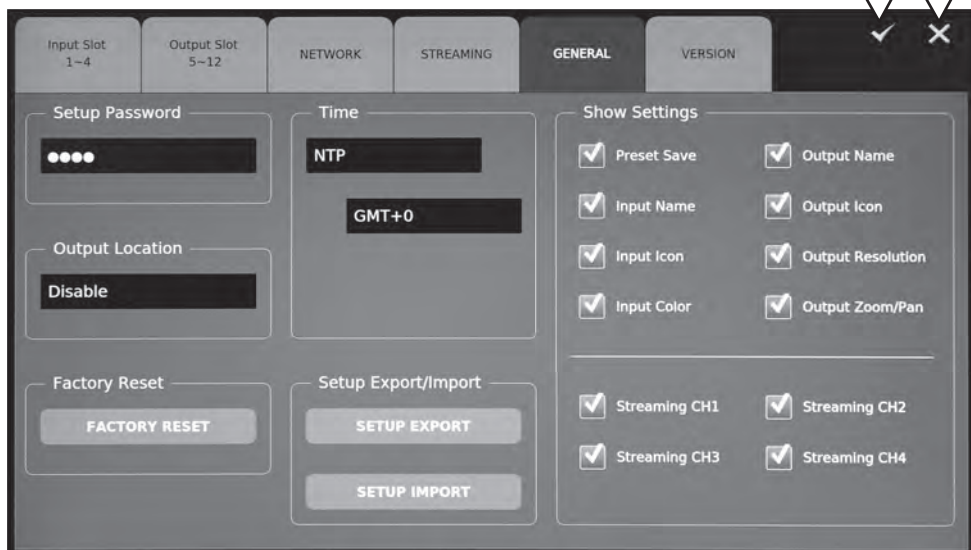 Input Slot
1~4
Output Slot
5~12
NETWORK
STREAMING
GENERAL
VERSION
Setup Password
Output Location
Disable
Factory Reset
FACTORY RESET
Time
NTP
GMT+0
Setup Export/Import
SETUP EXPORT
SETUP IMPORT
Show Settings
Preset Save
Output Name
Input Name
Output Icon
Input Icon
Output Resolution
Input Color
Output Zoom/Pan
Streaming CH1
Streaming CH2
Streaming CH3
Streaming CH4